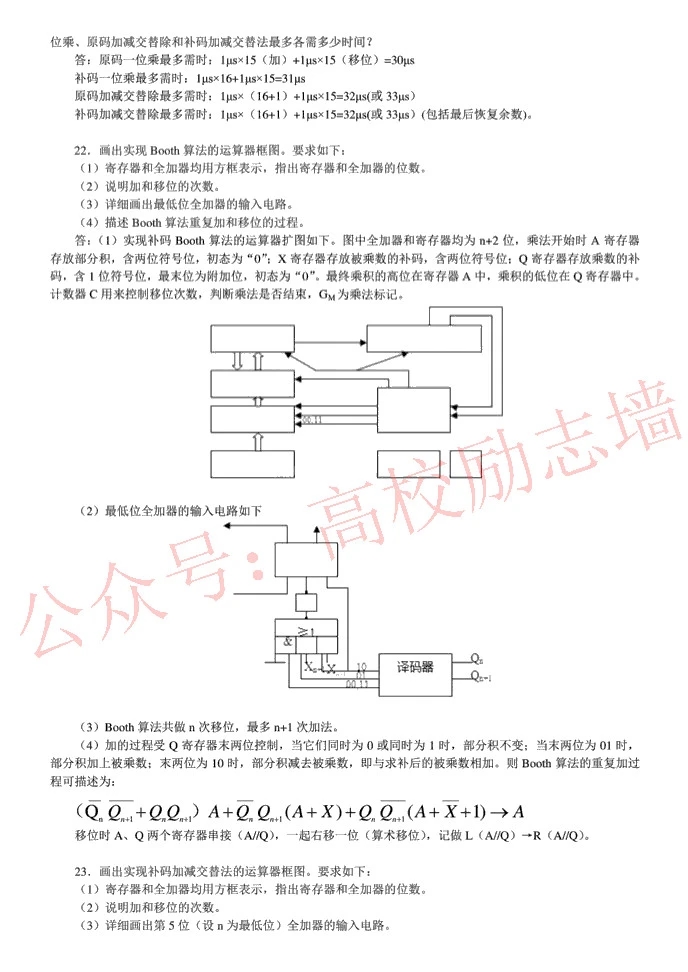 位乘、原码加减交替除和补码加减交替法最多各需多少时间？
答：原码一位乘最多需时：1μs×15（加）+1μs×15（移位）=30μs
补码一位乘最多需时：1μs×16+1μs×15=31μs
原码加减交替除最多需时：1μs×（16+1）+1μs×15=32μs(或 33μs）
补码加减交替除最多需时：1μs×（16+1）+1μs×15=32μs(或 33μs）(包括最后恢复余数)。
22．画出实现 Booth 算法的运算器框图。要求如下：
（1）寄存器和全加器均用方框表示，指出寄存器和全加器的位数。
（2）说明加和移位的次数。
（3）详细画出最低位全加器的输入电路。
（4）描述 Booth 算法重复加和移位的过程。
答：（1）实现补码 Booth 算法的运算器扩图如下。图中全加器和寄存器均为 n+2 位，乘法开始时 A 寄存器
存放部分积，含两位符号位，初态为“0”；X 寄存器存放被乘数的补码，含两位符号位；Q 寄存器存放乘数的补
码，含 1 位符号位，最末位为附加位，初态为“0”。最终乘积的高位在寄存器 A 中，乘积的低位在 Q 寄存器中。
计数器 C 用来控制移位次数，判断乘法是否结束，G_M 为乘法标记。
00,11
（2）最低位全加器的输入电路如下
≥1
&
X_n X
10
01
00,11
译码器
Q_n
Q_{n+1}
（3）Booth 算法共做 n 次移位，最多 n+1 次加法。
（4）加的过程受 Q 寄存器末两位控制，当它们同时为 0 或同时为 1 时，部分积不变；当末两位为 01 时，
部分积加上被乘数；末两位为 10 时，部分积减去被乘数，即与求补后的被乘数相加。则 Booth 算法的重复加过
程可描述为：
（Q̅_n Q̅_{n+1} + Q_n Q_{n+1}）A + Q̅_n Q_{n+1} (A + X) + Q_n Q̅_{n+1} (A + X̅ + 1) → A
移位时 A、Q 两个寄存器串接（A//Q），一起右移一位（算术移位），记做 L（A//Q）→R（A//Q）。
23．画出实现补码加减交替法的运算器框图。要求如下：
（1）寄存器和全加器均用方框表示，指出寄存器和全加器的位数。
（2）说明加和移位的次数。
（3）详细画出第 5 位（设 n 为最低位）全加器的输入电路。
公众号：高校励志墙